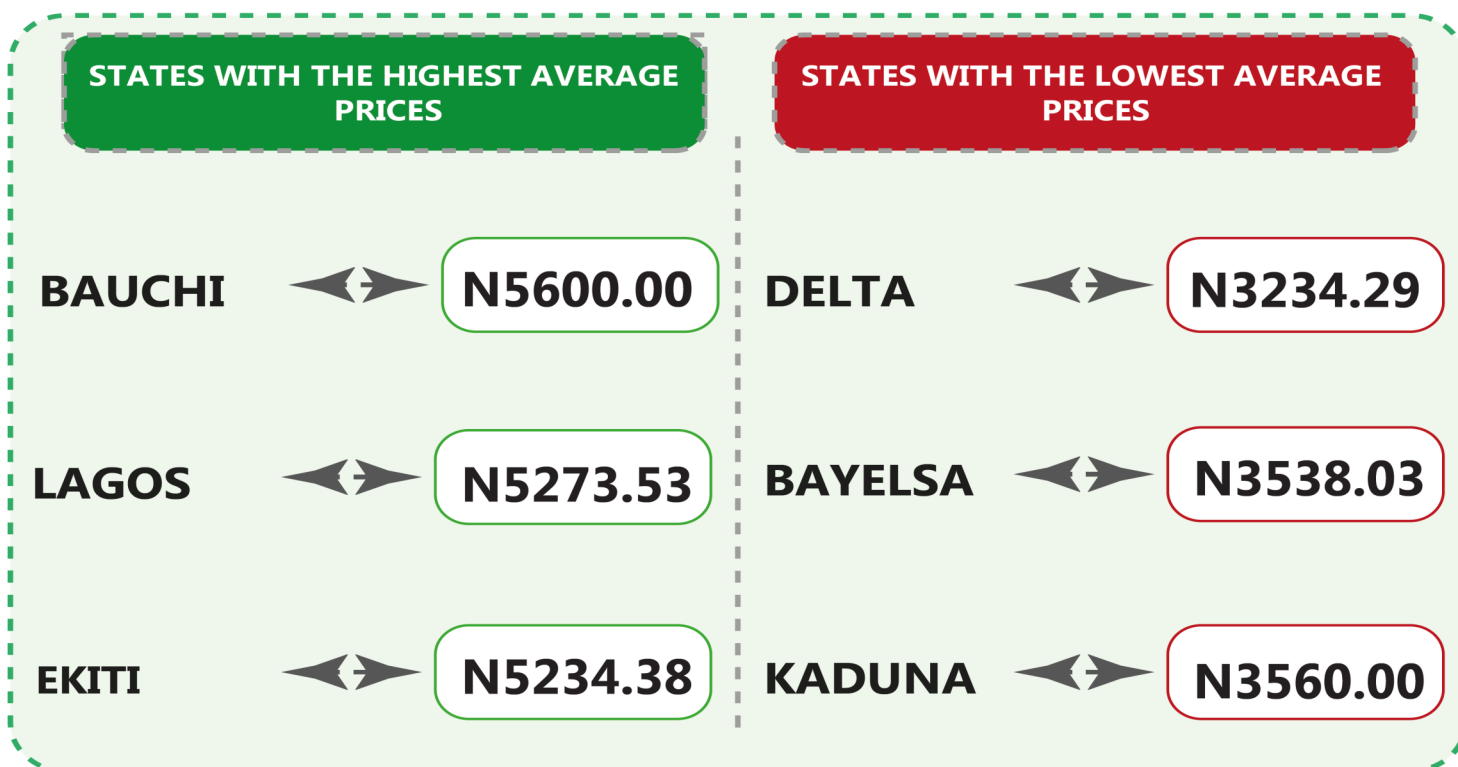 STATES WITH THE HIGHEST AVERAGE
PRICES
BAUCHI N5600.00
LAGOS N5273.53
EKITI N5234.38
STATES WITH THE LOWEST AVERAGE
PRICES
DELTA N3234.29
BAYELSA N3538.03
KADUNA N3560.00